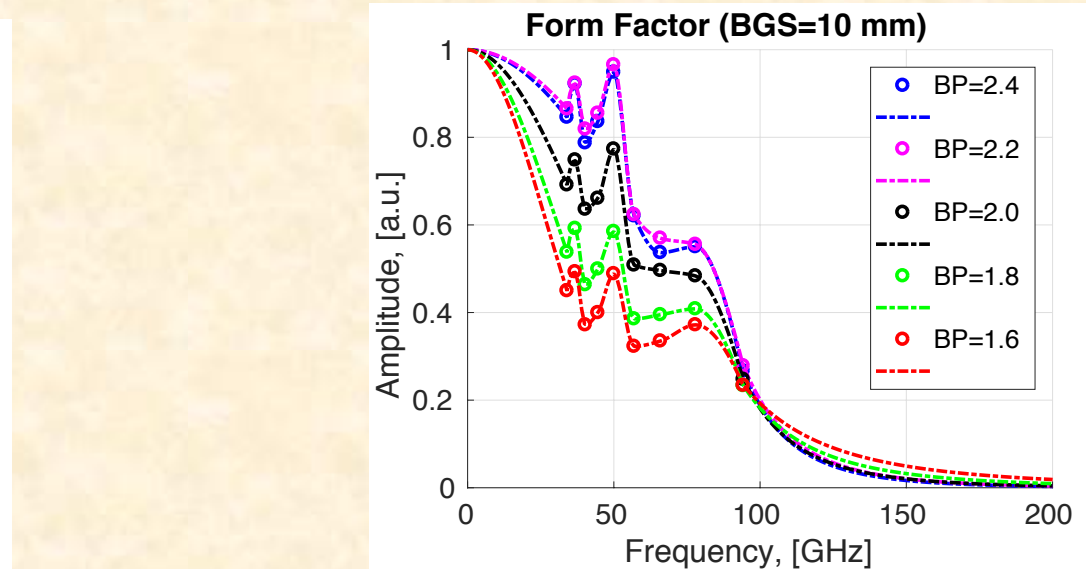 Form Factor (BGS=10 mm)
1
0.8
0.6
0.4
0.2
0
Amplitude, [a.u.]
BP=2.4
BP=2.2
BP=2.0
BP=1.8
BP=1.6
0 50 100 150 200
Frequency, [GHz]